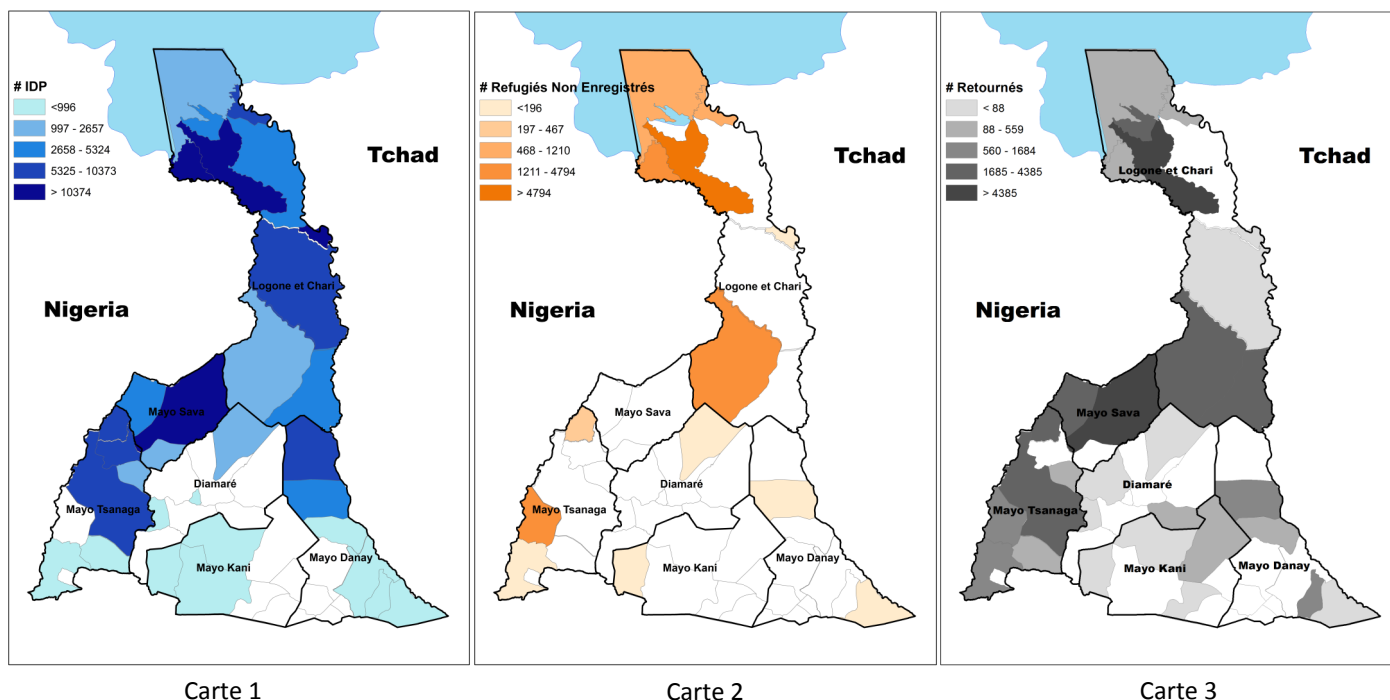 # IDP
<996
997 - 2657
2658 - 5324
5325 - 10373
> 10374
Tchad
Logone et Chari
Nigeria
Mayo Sava
Diamaré
Mayo Tsanaga
Mayo Danay
Mayo Kani
Carte 1
# Refugiés Non Enregistrés
<196
197 - 467
468 - 1210
1211 - 4794
> 4794
Tchad
Logone et Chari
Nigeria
Mayo Sava
Diamaré
Mayo Tsanaga
Mayo Danay
Mayo Kani
Carte 2
# Retournés
< 88
88 - 559
560 - 1684
1685 - 4385
> 4385
Tchad
Logone et Chari
Nigeria
Mayo Sava
Diamaré
Mayo Tsanaga
Mayo Kani
Mayo Danay
Carte 3